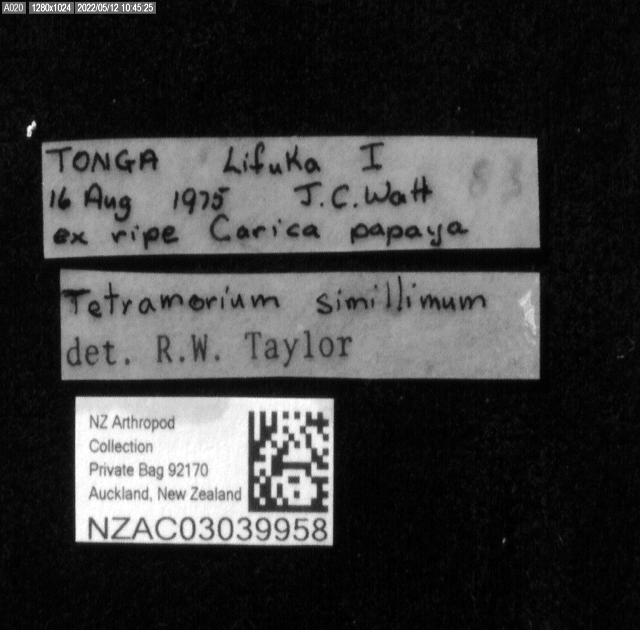 A020 1280x1024 2022/05/12 10:45:25
TONGA Lifuka I
16 Aug 1975 J.C. Watt
ex ripe Carica papaya
83
Tetramorium simillimum
det. R.W. Taylor
NZ Arthropod
Collection
Private Bag 92170
Auckland, New Zealand
NZAC03039958